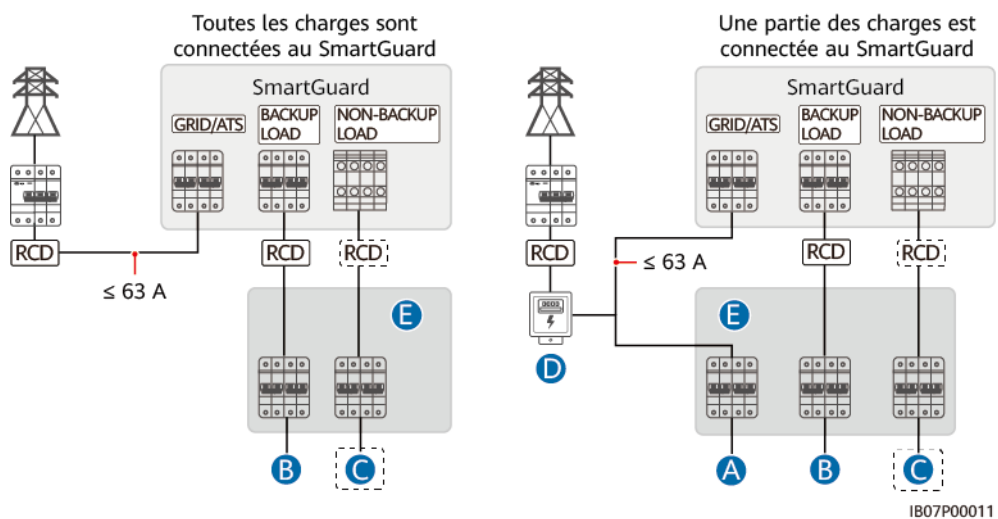 Toutes les charges sont
connectées au SmartGuard
SmartGuard
GRID/ATS
BACKUP
LOAD
NON-BACKUP
LOAD
RCD
RCD
RCD
≤ 63 A
E
B
C
Une partie des charges est
connectée au SmartGuard
SmartGuard
GRID/ATS
BACKUP
LOAD
NON-BACKUP
LOAD
RCD
RCD
RCD
≤ 63 A
D
E
A
B
C
IB07P00011